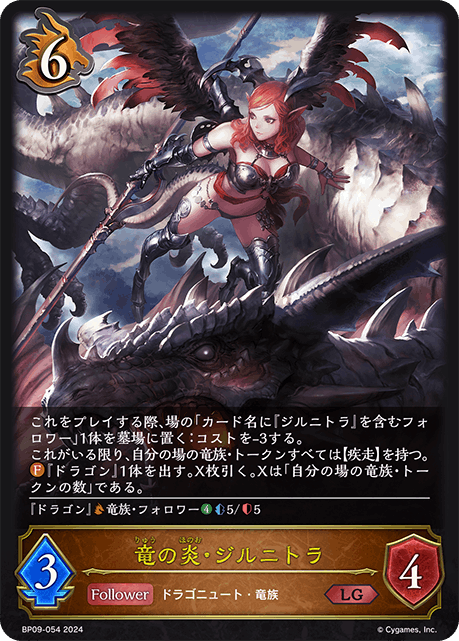 6
これをプレイする際、場の「カード名に『ジルニトラ』を含むフォ
ロワー」1体を墓場に置く：コストを-3する。
これがいる限り、自分の場の竜族・トークンすべては【疾走】を持つ。
F『ドラゴン』1体を出す。X枚引く。Xは「自分の場の竜族・トー
クンの数」である。
『ドラゴン』竜族・フォロワー4 5/5
りゅう ほのお
竜の炎・ジルニトラ
3
Follower ドラゴニュート・竜族 LG
4
BP09-054 2024 © Cygames, Inc.